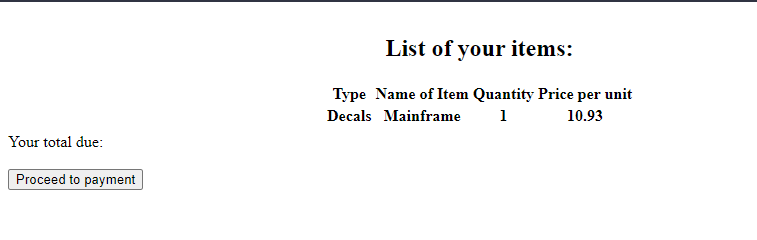 List of your items:
Type Name of Item Quantity Price per unit
Decals Mainframe 1 10.93
Your total due:
Proceed to payment